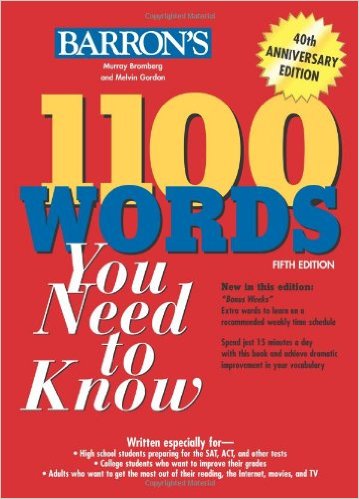 BARRON'S
Murray Bromberg
and Melvin Gordon
40th
ANNIVERSARY
EDITION
1100
WORDS
FIFTH EDITION
You
Need
to
Know
New in this edition:
"Bonus Weeks"
Extra words to learn on a
recommended weekly time schedule
Spend just 15 minutes a day
with this book and achieve dramatic
improvement in your vocabulary
Written especially for—
• High school students preparing for the SAT, ACT, and other tests
• College students who want to improve their grades
• Adults who want to get the most out of their reading, the Internet, movies, and TV